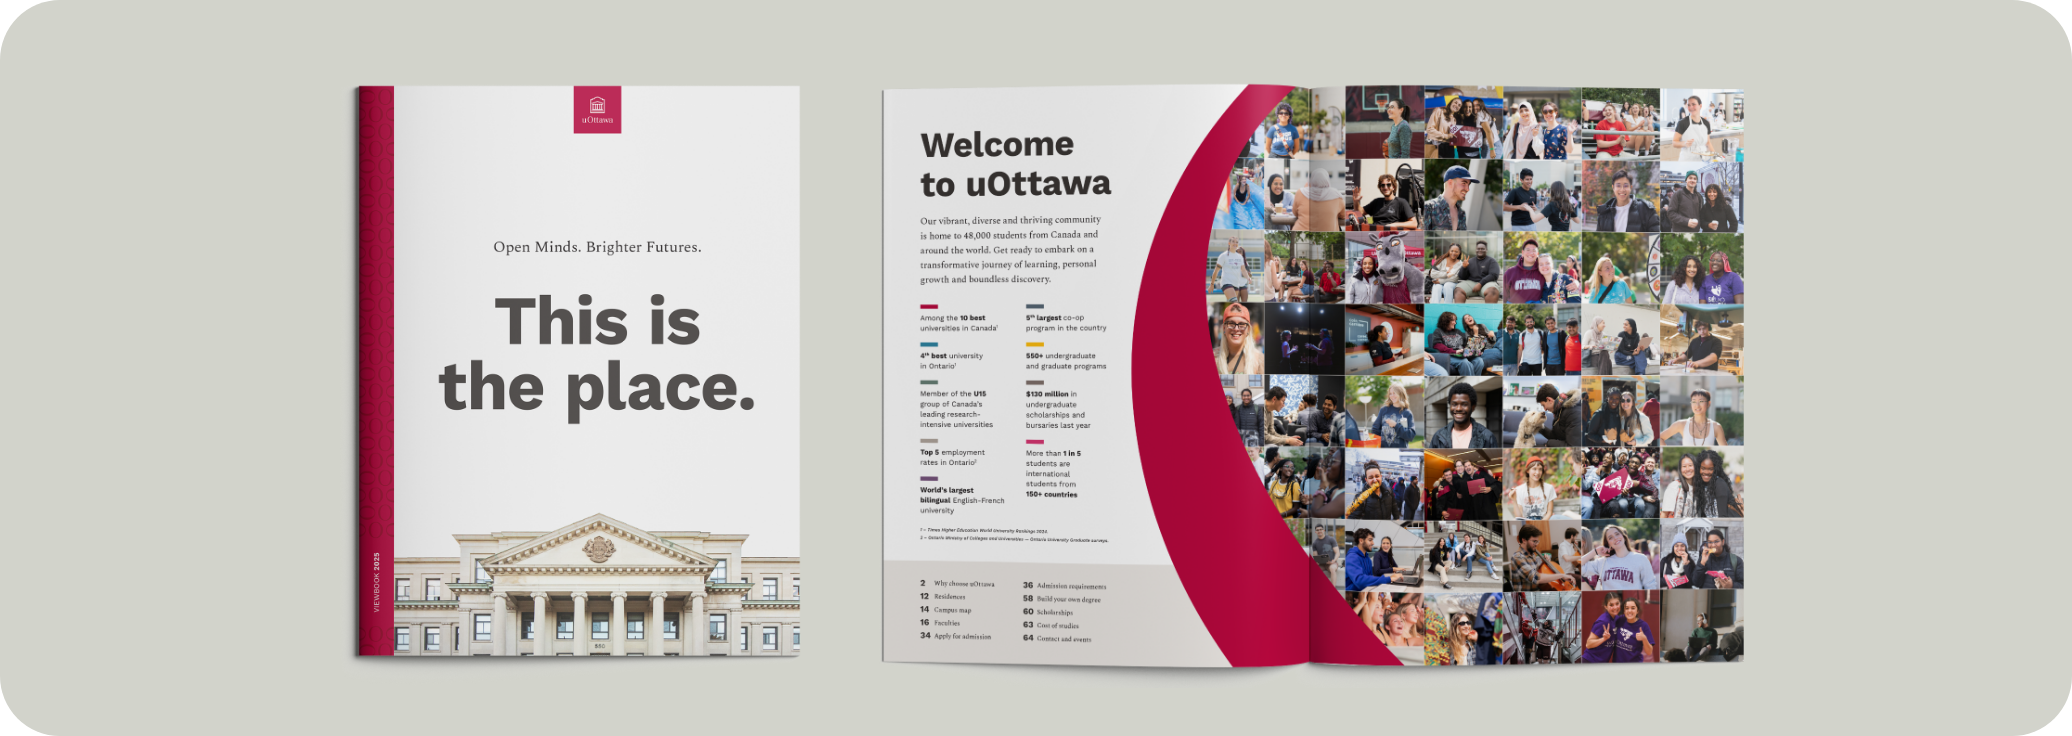 uOttawa
Open Minds. Brighter Futures.
This is
the place.
VIEWBOOK 2025
BSG
Welcome
to uOttawa
Our vibrant, diverse and thriving community
is home to 48,000 students from Canada and
around the world. Get ready to embark on a
transformative journey of learning, personal
growth and boundless discovery.
Among the 10 best
universities in Canada¹
4th best university
in Ontario¹
Member of the U15
group of Canada's
leading research-
intensive universities
Top 5 employment
rates in Ontario²
World's largest
bilingual English-French
university
5th largest co-op
program in the country
550+ undergraduate
and graduate programs
$130 million in
undergraduate
scholarships and
bursaries last year
More than 1 in 5
students are
international
students from
150+ countries
1 – Times Higher Education World University Rankings 2024.
2 – Ontario Ministry of Colleges and Universities — Ontario University Graduate surveys.
2 Why choose uOttawa
12 Residences
14 Campus map
16 Faculties
34 Apply for admission
36 Admission requirements
58 Build your own degree
60 Scholarships
63 Cost of studies
64 Contact and events
OTTAWA
OTTAWA